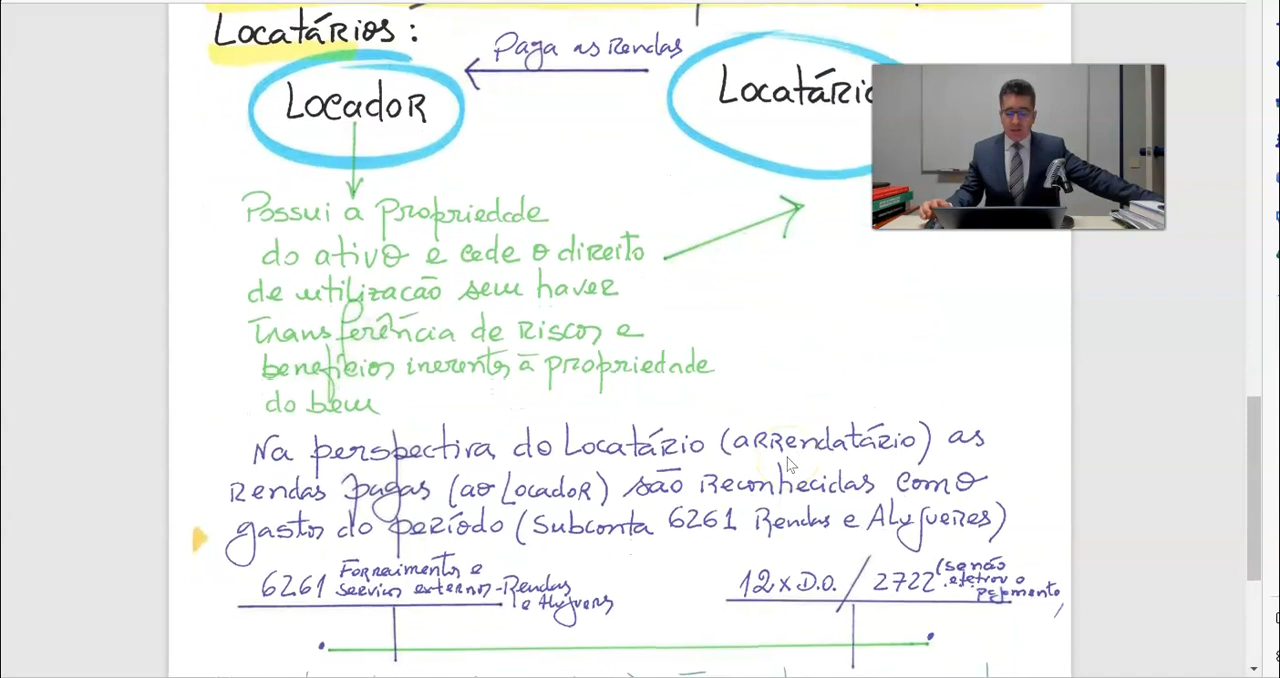 Locatários :
Paga as Rendas
Locador
Locatário
Possui a Propriedade
do ativo e cede o direito
de utilização sem haver
Transferência de Riscos e
benefícios inerentes à propriedade
do bem
Na perspectiva do Locatário (arrendatário) as
Rendas pagas (ao Locador) são Reconhecidas como
gastos do período (Subconta 6261 Rendas e Alugueres)
6261 Fornecimentos e
Serviços externos - Rendas
e Alugueres
12 x D.O. / 2722 (se não
efetuou o
pagamento